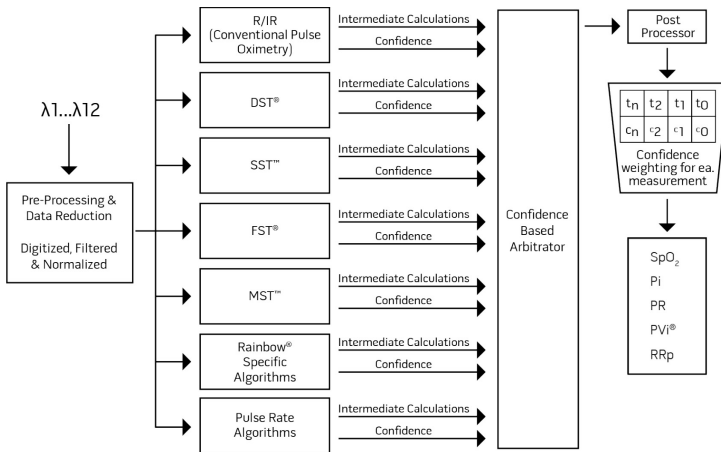 λ1...λ12
Pre-Processing &
Data Reduction
Digitized, Filtered
& Normalized
R/IR
(Conventional Pulse
Oximetry)
Intermediate Calculations
Confidence
DST®
Intermediate Calculations
Confidence
SST™
Intermediate Calculations
Confidence
FST®
Intermediate Calculations
Confidence
MST™
Intermediate Calculations
Confidence
Rainbow®
Specific
Algorithms
Intermediate Calculations
Confidence
Pulse Rate
Algorithms
Intermediate Calculations
Confidence
Confidence
Based
Arbitrator
Post
Processor
tn t2 t1 t0
cn c2 c1 c0
Confidence
weighting for ea.
measurement
SpO2
Pi
PR
PVi®
RRp